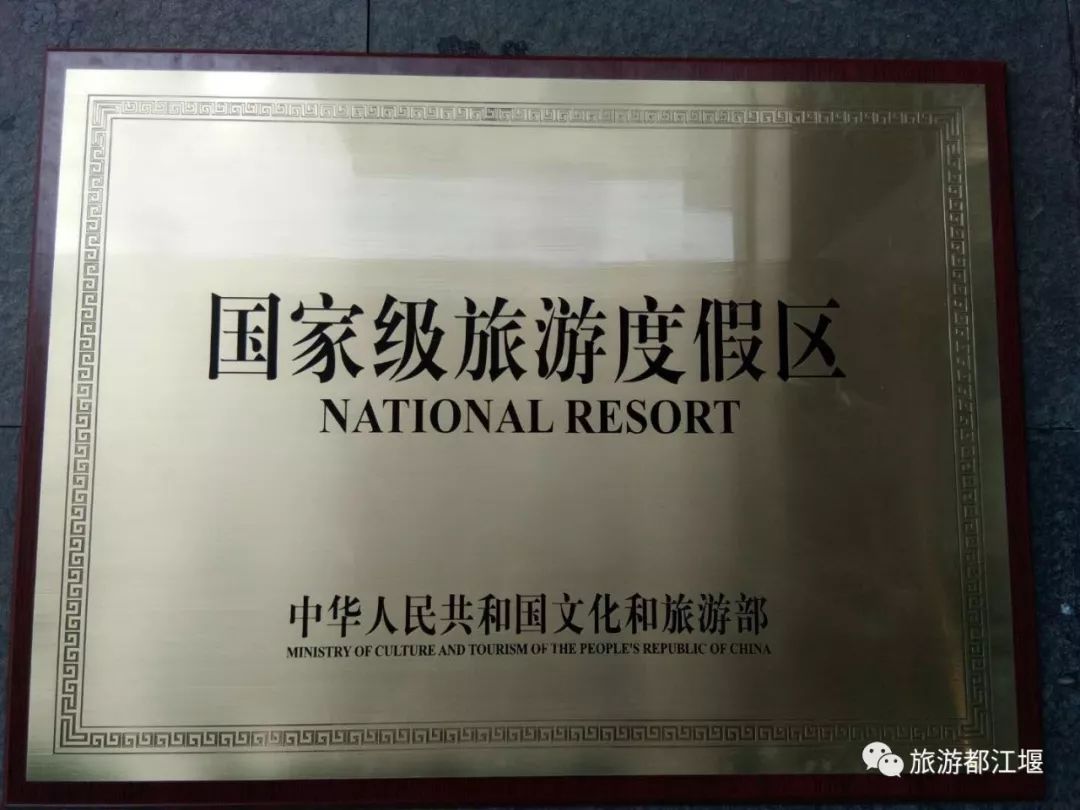 国家级旅游度假区
NATIONAL RESORT
中华人民共和国文化和旅游部
MINISTRY OF CULTURE AND TOURISM OF THE PEOPLE'S REPUBLIC OF CHINA
旅游都江堰